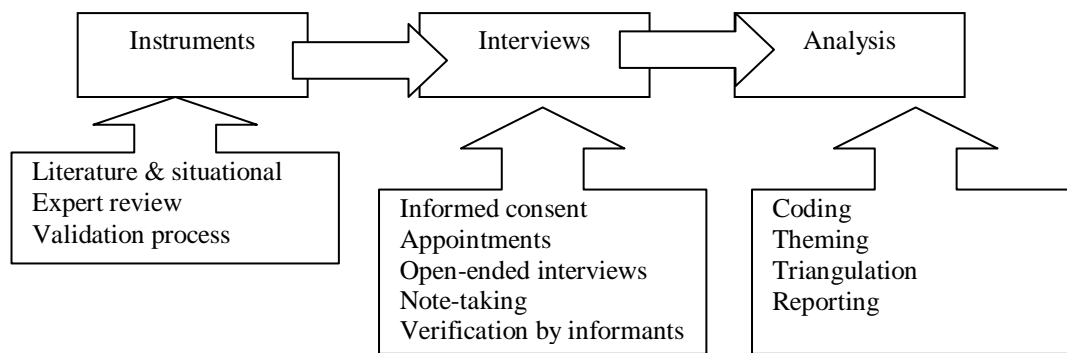 Instruments
Interviews
Analysis
Literature & situational
Expert review
Validation process
Informed consent
Appointments
Open-ended interviews
Note-taking
Verification by informants
Coding
Theming
Triangulation
Reporting